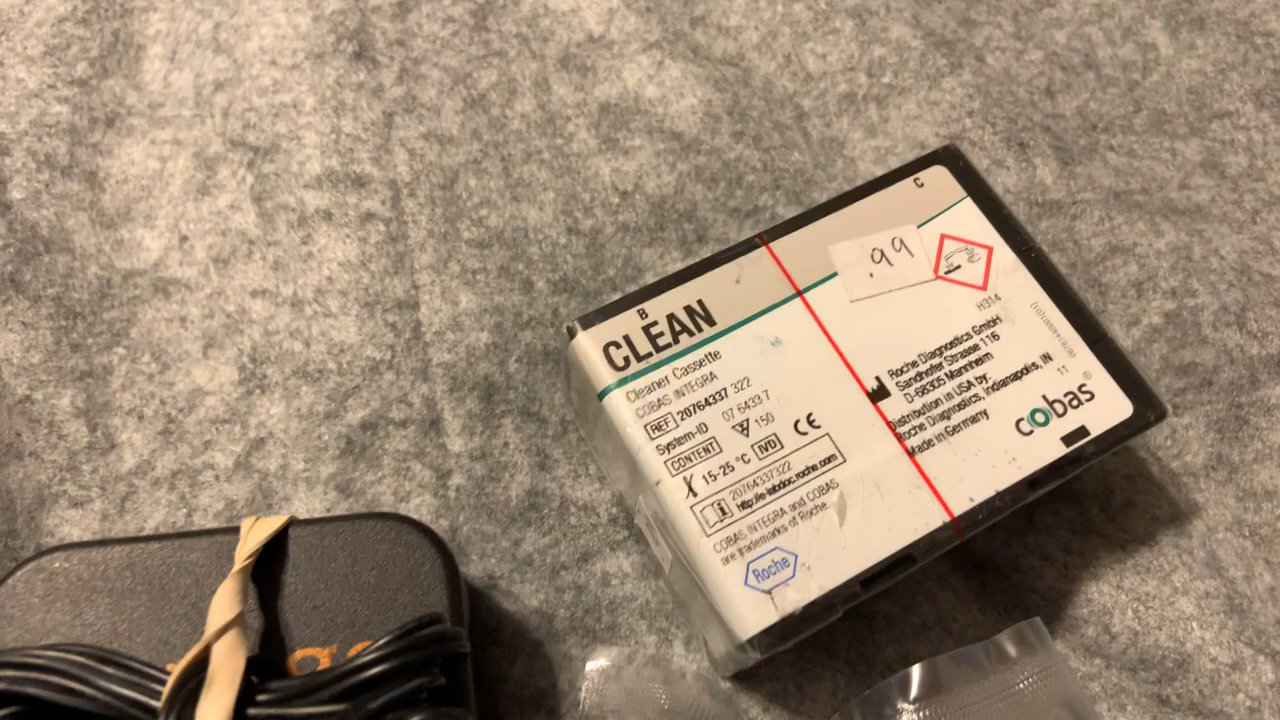 C
.99
B
CLEAN
Cleaner Cassette
COBAS INTEGRA
REF 20764337 322
System-ID 07 6433 7
CONTENT 150
15-25 °C IVD CE
20764337322
http://e-labdoc.roche.com
COBAS INTEGRA and COBAS
are trademarks of Roche
Roche
H314
Roche Diagnostics GmbH
Sandhofer Strasse 116
D-68305 Mannheim
Distribution in USA by:
Roche Diagnostics, Indianapolis, IN
Made in Germany
11
cobas®